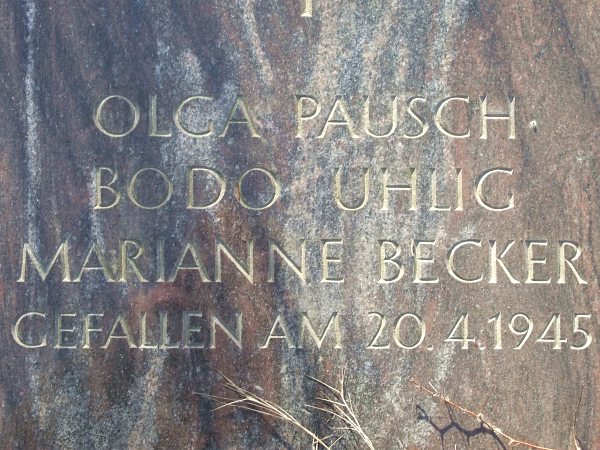 OLGA PAUSCH
BODO UHLIG
MARIANNE BECKER
GEFALLEN AM 20.4.1945